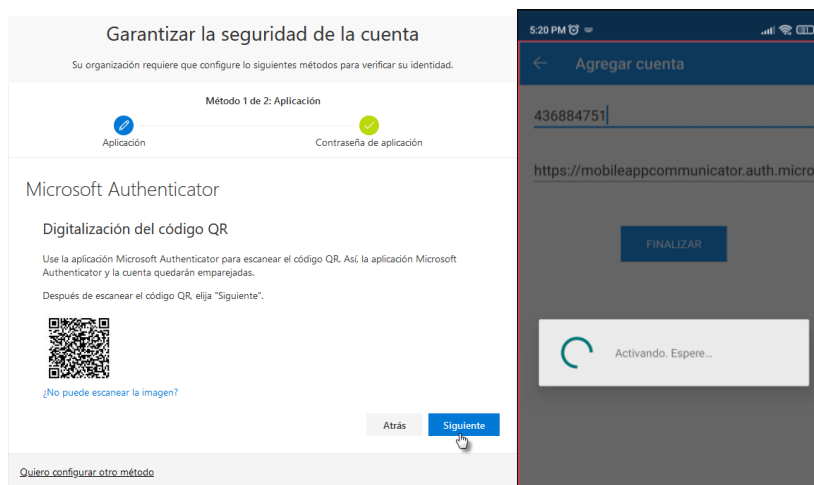 Garantizar la seguridad de la cuenta
Su organización requiere que configure lo siguientes métodos para verificar su identidad.
Método 1 de 2: Aplicación
Aplicación
Contraseña de aplicación
Microsoft Authenticator
Digitalización del código QR
Use la aplicación Microsoft Authenticator para escanear el código QR. Así, la aplicación Microsoft
Authenticator y la cuenta quedarán emparejadas.
Después de escanear el código QR, elija "Siguiente".
¿No puede escanear la imagen?
Atrás
Siguiente
Quiero configurar otro método
5:20 PM
Agregar cuenta
436884751
https://mobileappcommunicator.auth.micro
FINALIZAR
Activando. Espere...